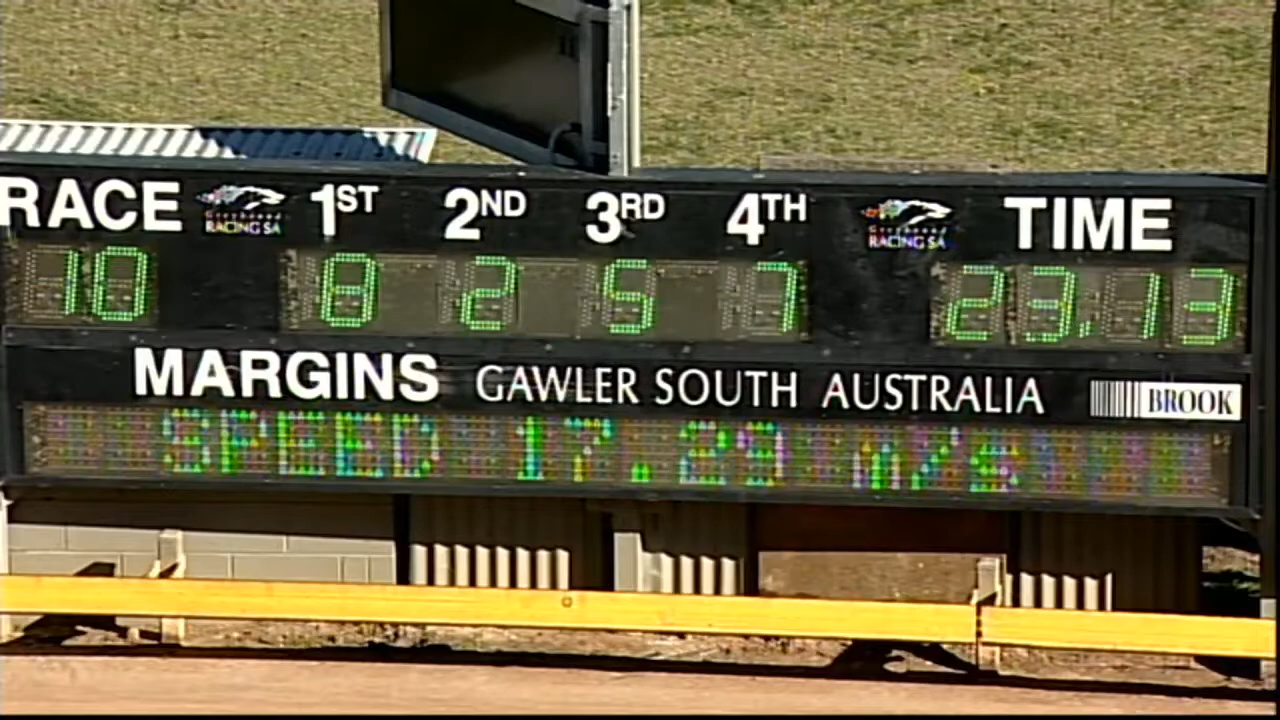 RACE Greyhound RACING SA 1ST 2ND 3RD 4TH Greyhound RACING SA TIME
10 8 2 5 7 23.13
MARGINS GAWLER SOUTH AUSTRALIA BROOK
SPEED 17.29 m/s